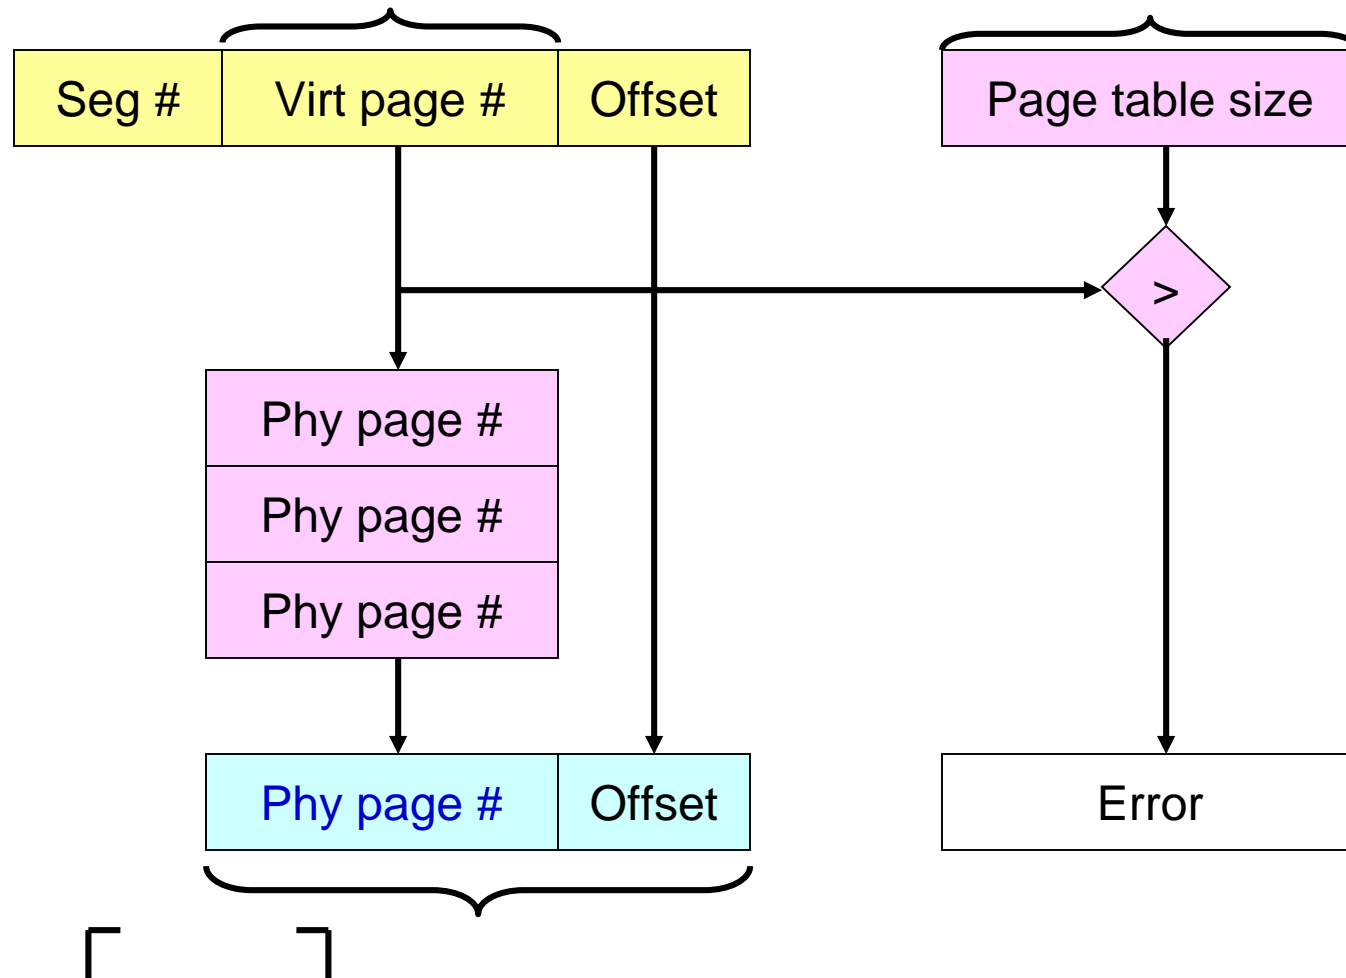 Seg # Virt page # Offset Page table size
>
Phy page #
Phy page #
Phy page #
Phy page # Offset Error